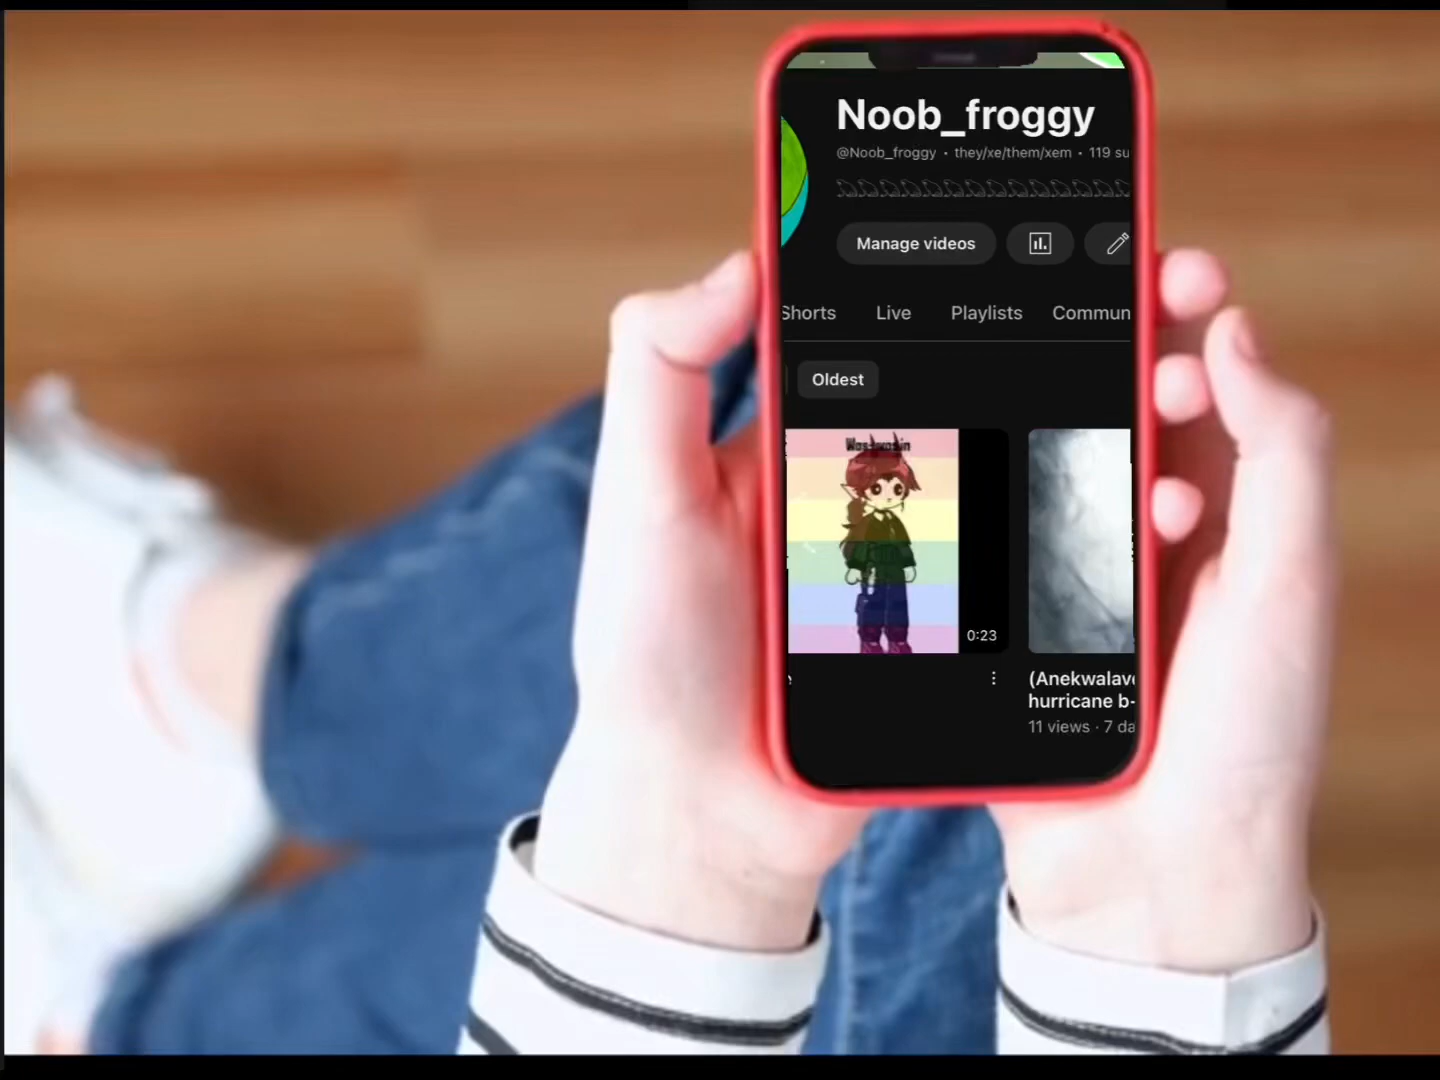 Noob_froggy
@Noob_froggy • they/xe/them/xem • 119 su
Manage videos
Shorts Live Playlists Commun
Oldest
0:23
(Anekwalave
hurricane b-
11 views · 7 da